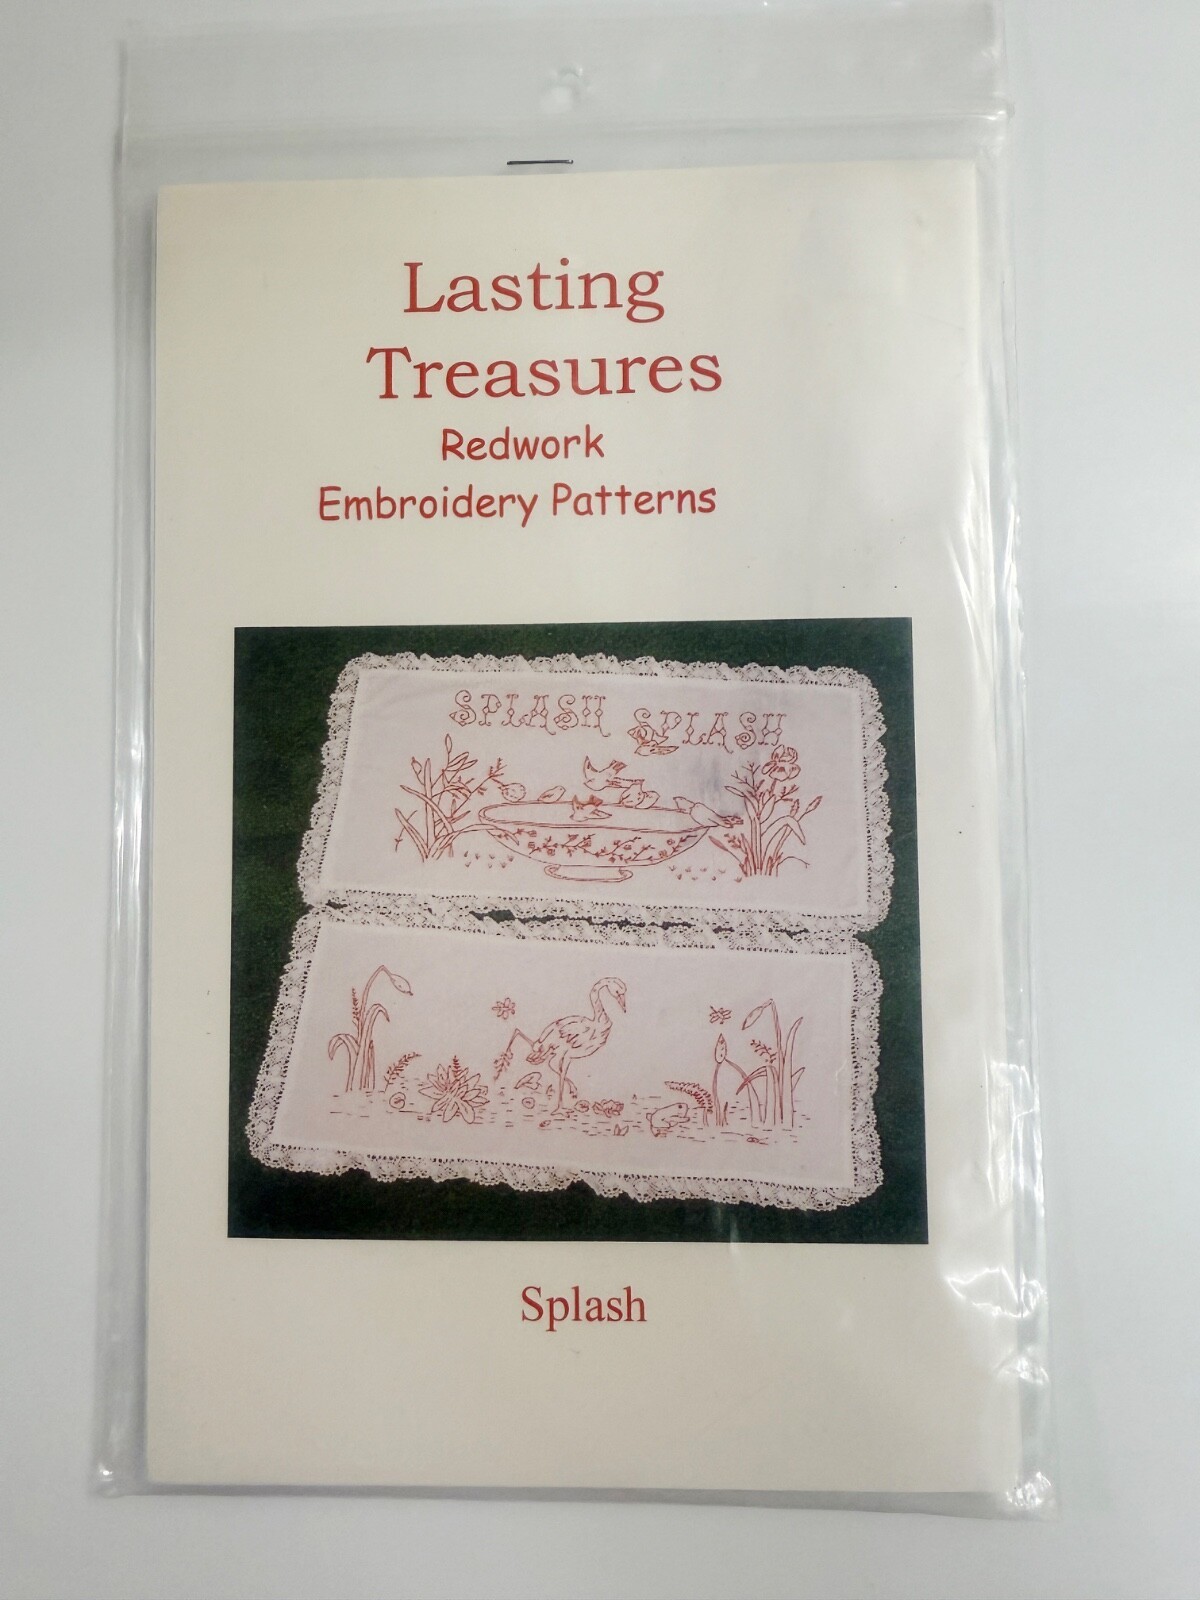 Lasting
Treasures
Redwork
Embroidery Patterns
SPLASH SPLASH
Splash